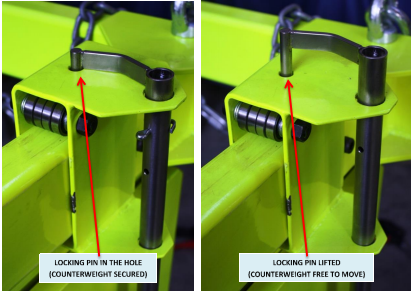 LOCKING PIN IN THE HOLE
(COUNTERWEIGHT SECURED)
LOCKING PIN LIFTED
(COUNTERWEIGHT FREE TO MOVE)